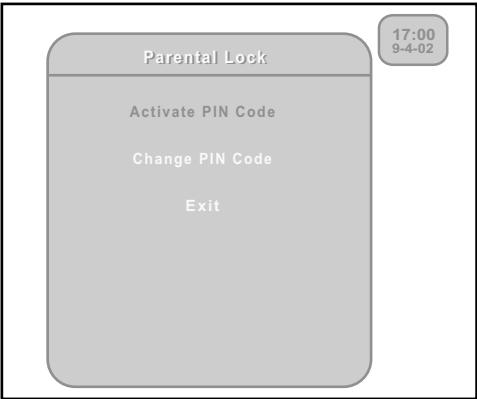 17:00
9-4-02
Parental Lock
Activate PIN Code
Change PIN Code
Exit